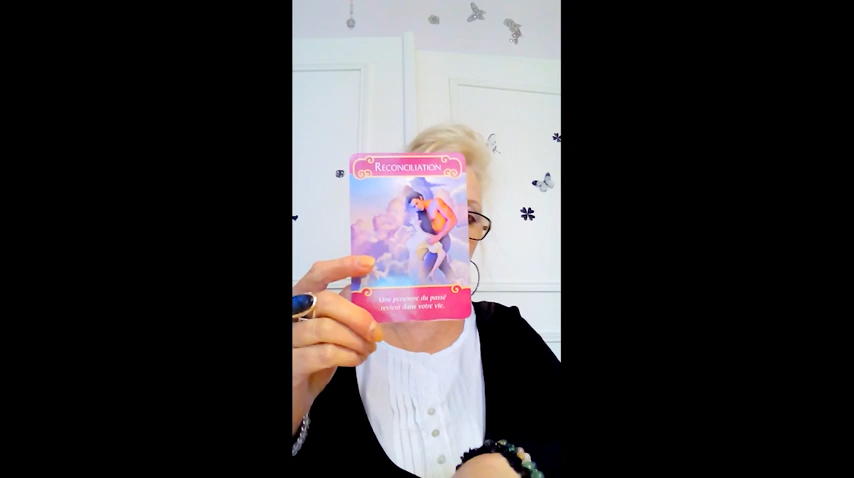 RÉCONCILIATION
Une personne du passé
revient dans votre vie.